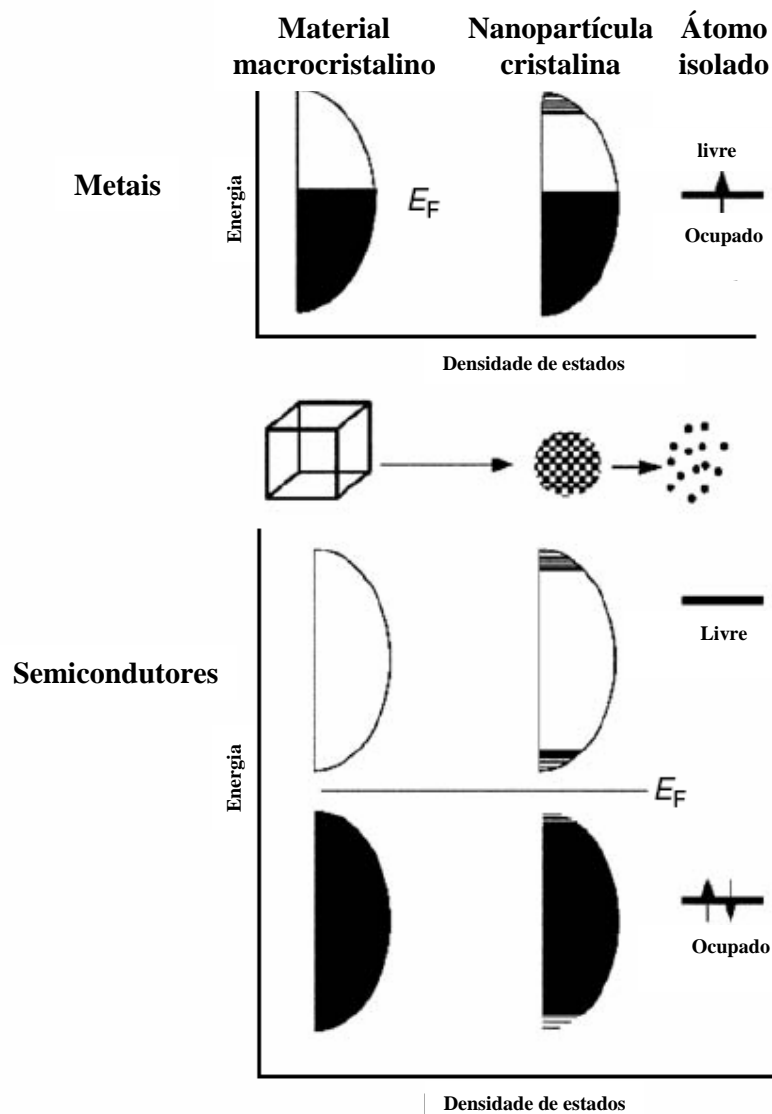 Material macrocristalino
Nanopartícula cristalina
Átomo isolado
Metais
Energia
E_F
livre
Ocupado
Densidade de estados
Semicondutores
Energia
Livre
E_F
Ocupado
Densidade de estados